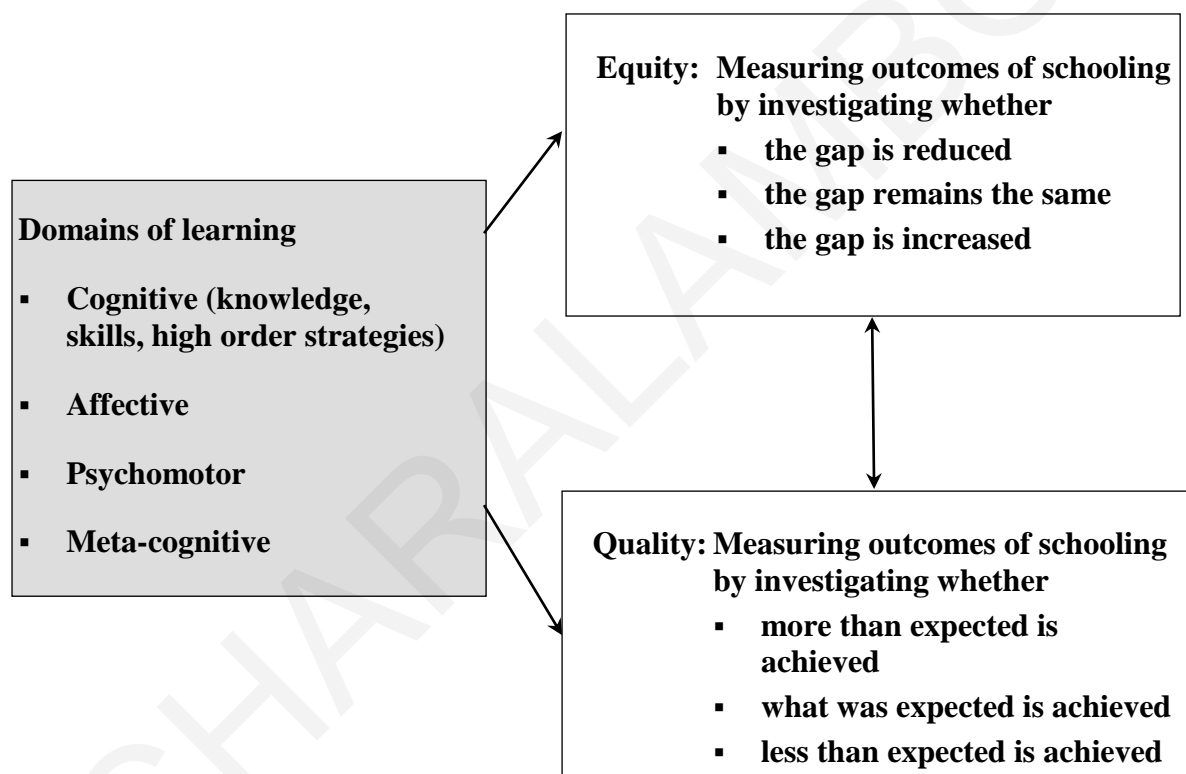 Domains of learning
▪ Cognitive (knowledge,
skills, high order strategies)
▪ Affective
▪ Psychomotor
▪ Meta-cognitive
Equity: Measuring outcomes of schooling
by investigating whether
▪ the gap is reduced
▪ the gap remains the same
▪ the gap is increased
Quality: Measuring outcomes of schooling
by investigating whether
▪ more than expected is
achieved
▪ what was expected is achieved
▪ less than expected is achieved